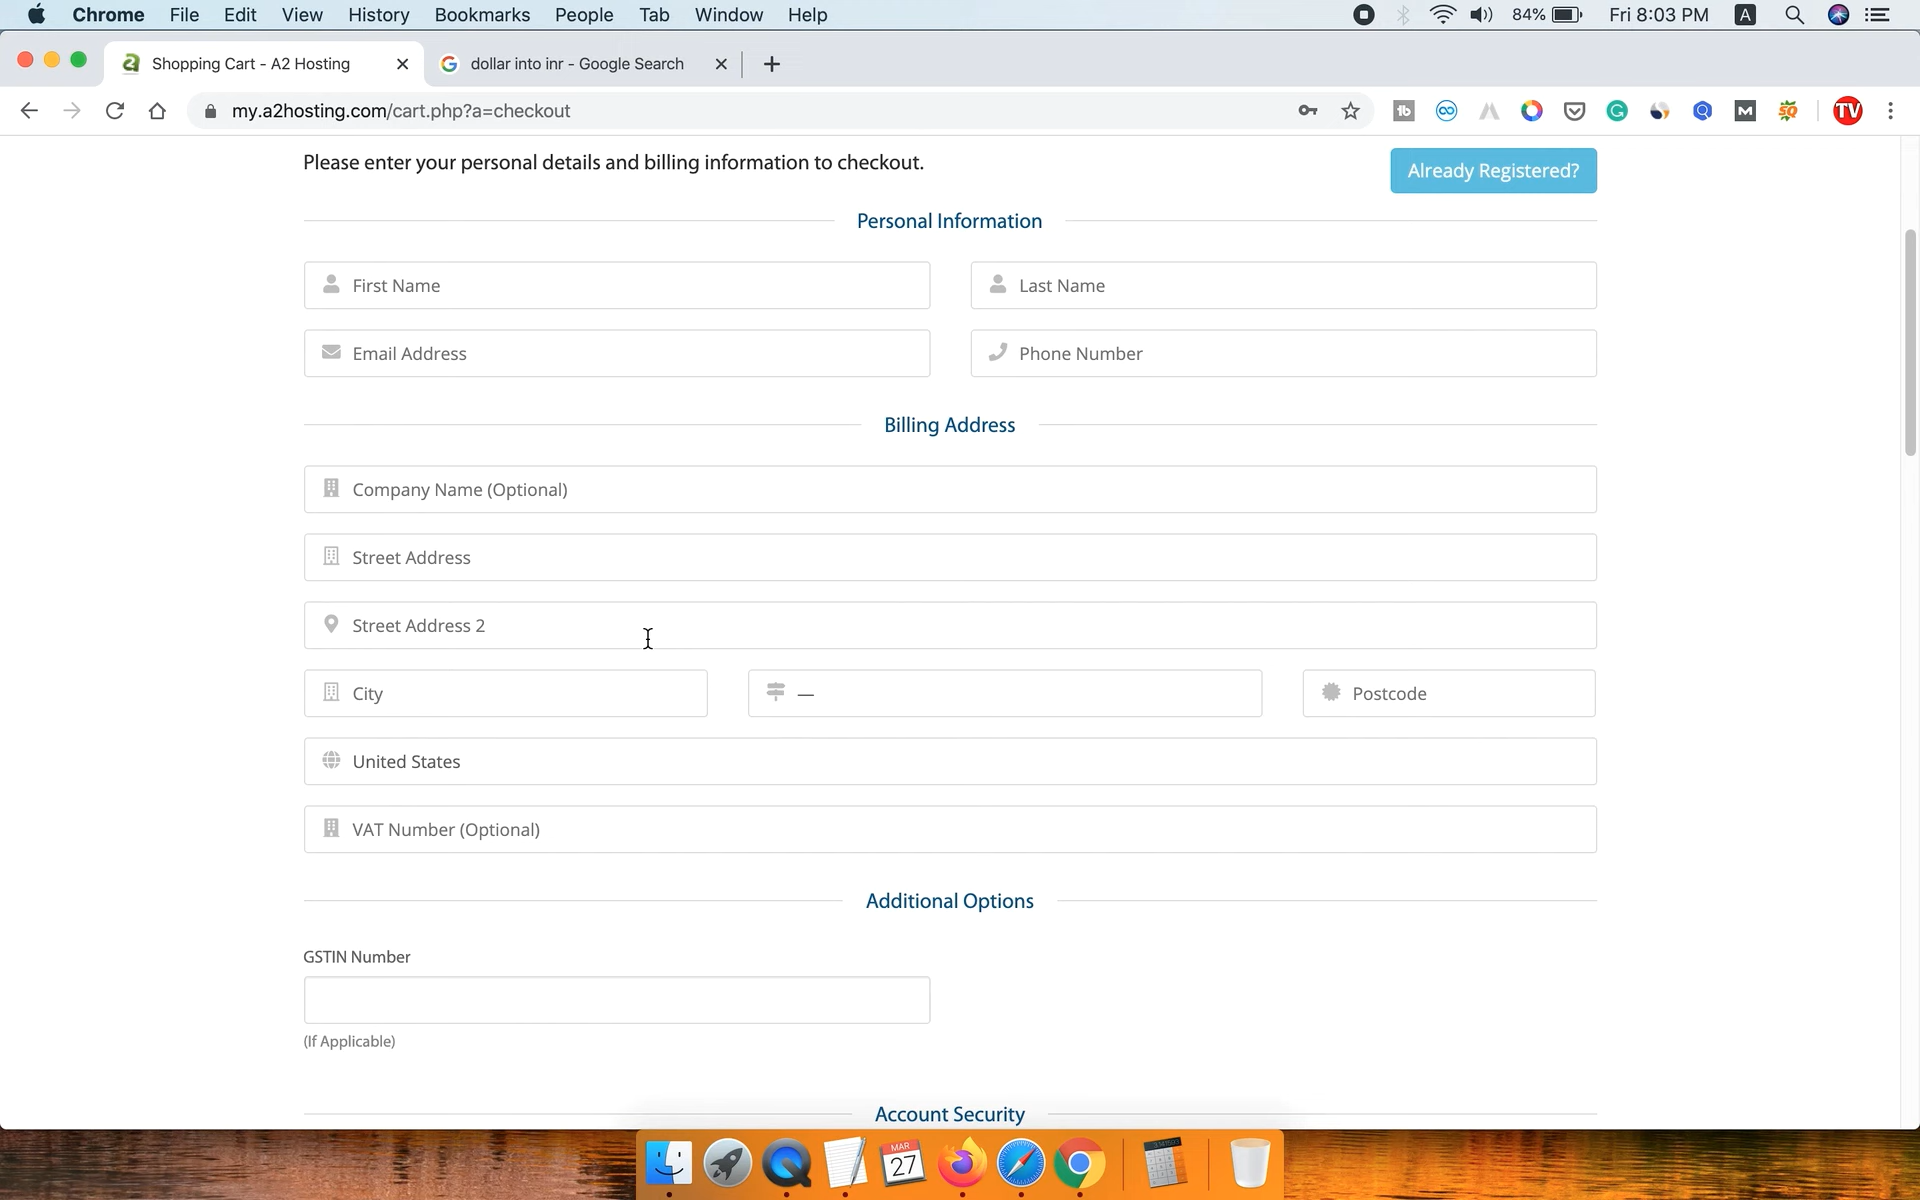 Chrome File Edit View History Bookmarks People Tab Window Help 84% Fri 8:03 PM A
Shopping Cart - A2 Hosting dollar into inr - Google Search
my.a2hosting.com/cart.php?a=checkout tb G Q M SQ TV
Please enter your personal details and billing information to checkout.
Already Registered?
Personal Information
First Name Last Name
Email Address Phone Number
Billing Address
Company Name (Optional)
Street Address
Street Address 2
City — Postcode
United States
VAT Number (Optional)
Additional Options
GSTIN Number
(If Applicable)
Account Security
MAR
27